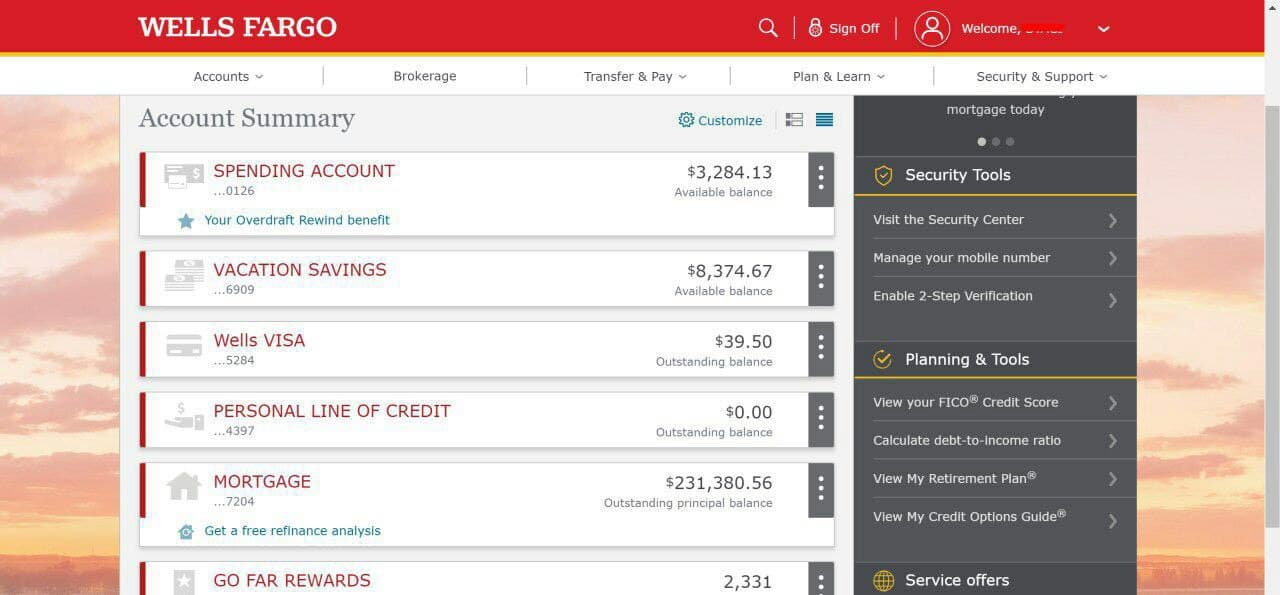 WELLS FARGO
Sign Off
Welcome,
Accounts
Brokerage
Transfer & Pay
Plan & Learn
Security & Support
Account Summary
Customize
SPENDING ACCOUNT
...0126
$3,284.13
Available balance
Your Overdraft Rewind benefit
VACATION SAVINGS
...6909
$8,374.67
Available balance
Wells VISA
...5284
$39.50
Outstanding balance
PERSONAL LINE OF CREDIT
...4397
$0.00
Outstanding balance
MORTGAGE
...7204
$231,380.56
Outstanding principal balance
Get a free refinance analysis
GO FAR REWARDS
2,331
mortgage today
Security Tools
Visit the Security Center
Manage your mobile number
Enable 2-Step Verification
Planning & Tools
View your FICO® Credit Score
Calculate debt-to-income ratio
View My Retirement Plan®
View My Credit Options Guide®
Service offers